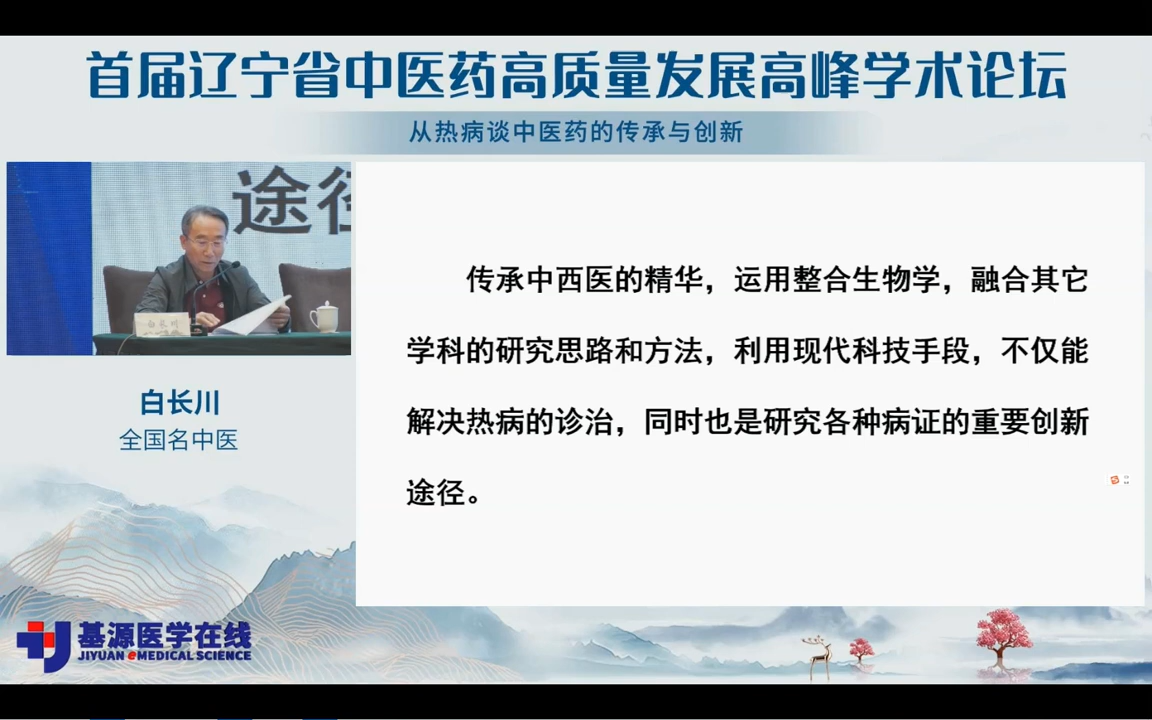 首届辽宁省中医药高质量发展高峰学术论坛
从热病谈中医药的传承与创新
途径
白长川
白长川
全国名中医
传承中西医的精华，运用整合生物学，融合其它
学科的研究思路和方法，利用现代科技手段，不仅能
解决热病的诊治，同时也是研究各种病证的重要创新
途径。
基源医学在线
JIYUAN eMEDICAL SCIENCE